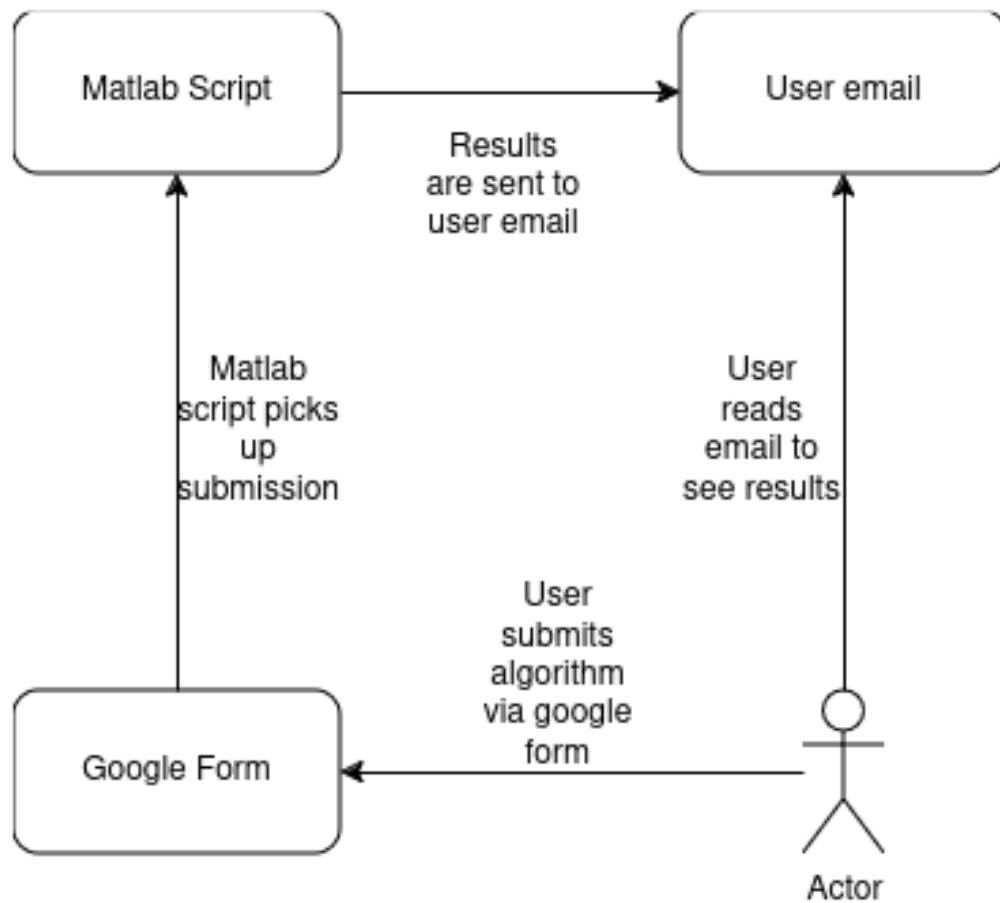 Matlab Script
User email
Results
are sent to
user email
Matlab
script picks
up
submission
User
reads
email to
see results
User
submits
algorithm
via google
form
Google Form
Actor